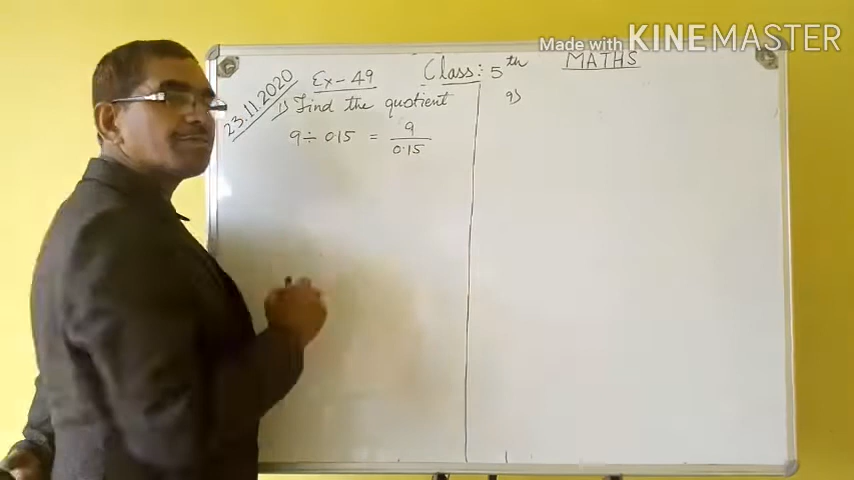 Made with KINEMASTER
23.11.2020
Ex-49
Class: 5th
MATHS
1) Find the quotient
9 ÷ 0.15 = 9/0.15
9)